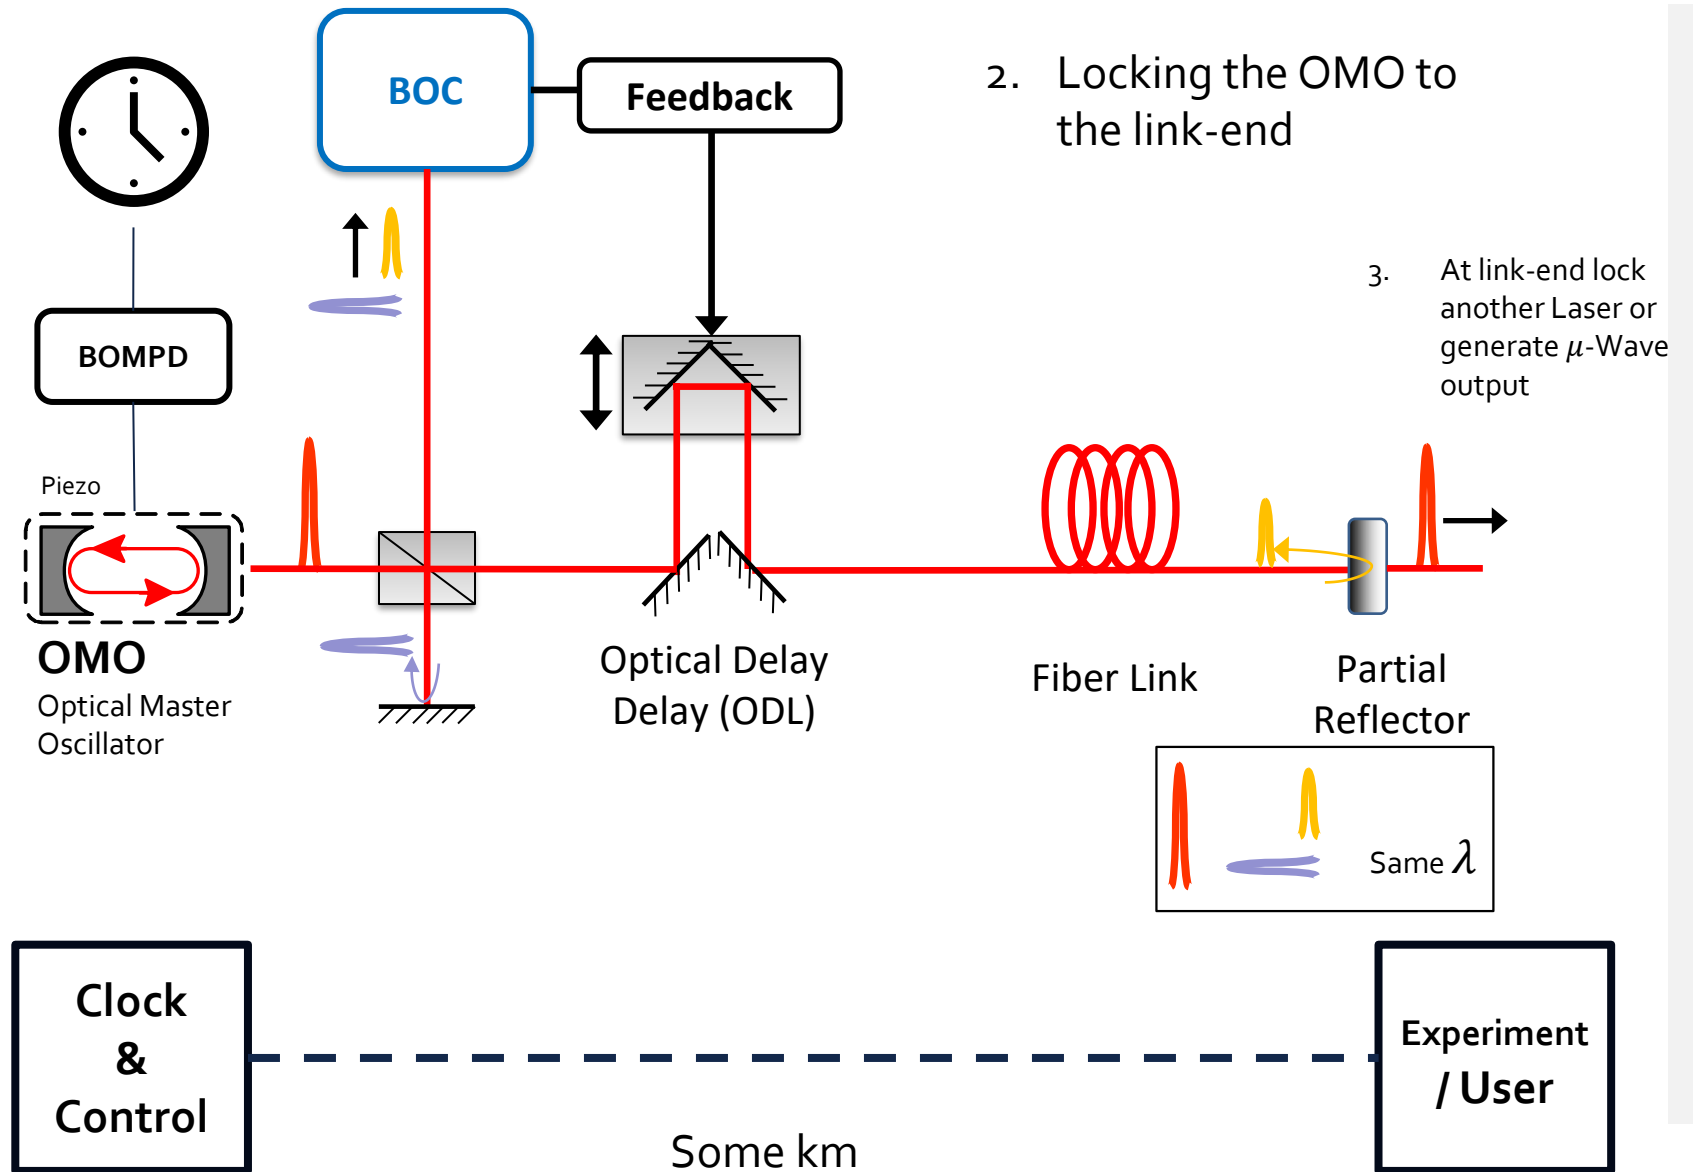 BOC
Feedback
2. Locking the OMO to
the link-end
3. At link-end lock
another Laser or
generate μ-Wave
output
BOMPD
Piezo
OMO
Optical Master
Oscillator
Optical Delay
Delay (ODL)
Fiber Link
Partial
Reflector
Same λ
Clock
&
Control
Experiment
/ User
Some km